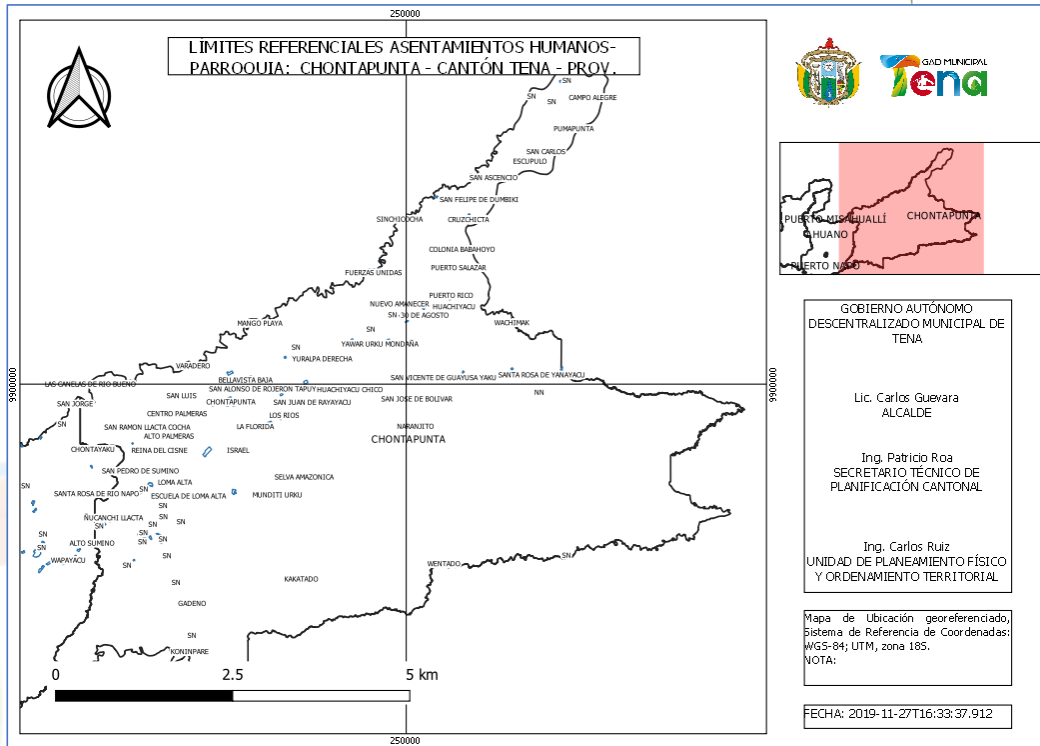 250000
LÍMITES REFERENCIALES ASENTAMIENTOS HUMANOS-
PARROQUIA: CHONTAPUNTA - CANTÓN TENA - PROV.
GAD MUNICIPAL
Tena
SN
SN
SN
CAMPO ALEGRE
PUMAPUNTA
SAN CARLOS
ESCUPULO
SAN ASCENCIO
SAN FELIPE DE DUMBIKI
SINCHICOCHA
CRUZCHICTA
COLONIA BABAHOYO
PUERTO SALAZAR
FUERZAS UNIDAS
PUERTO RICO
NUEVO AMANECER
HUACHIYACU
SN -30 DE AGOSTO
MANGO PLAYA
SN
WACHIMAK
YAWAR URKU MONDAÑA
SN
YURALPA DERECHA
VARADERO
BELLAVISTA BAJA
SAN VICENTE DE GUAYUSA YAKU
SANTA ROSA DE YANAYACU
LAS CANELAS DE RIO BUENO
SAN ALONSO DE ROJERON TAPUY
HUACHIYACU CHICO
NN
SAN LUIS
SAN JORGE
CHONTAPUNTA
SAN JUAN DE RAYAYACU
SAN JOSE DE BOLIVAR
CENTRO PALMERAS
LOS RIOS
SN
SAN RAMON LLACTA COCHA
LA FLORIDA
NARANJITO
ALTO PALMERAS
CHONTAPUNTA
CHONTAYAKU
REINA DEL CISNE
ISRAEL
SAN PEDRO DE SUMINO
SELVA AMAZONICA
LOMA ALTA
SN
SN
SANTA ROSA DE RIO NAPO
ESCUELA DE LOMA ALTA
MUNDITI URKU
SN
ÑUCANCHI LLACTA
SN
SN
SN
SN
SN
SN
SN
SN
SN
ALTO SUMINO
SN
WAPAYACU
SN
SN
WENTADO
SN
KAKATADO
GADENO
SN
KONINPARE
0
2.5
5 km
9900000
9900000
250000
PUERTO MISAHUALLÍ
CHONTAPUNTA
AHUANO
PUERTO NAPO
GOBIERNO AUTÓNOMO
DESCENTRALIZADO MUNICIPAL DE
TENA
Lic. Carlos Guevara
ALCALDE
Ing. Patricio Roa
SECRETARIO TÉCNICO DE
PLANIFICACIÓN CANTONAL
Ing. Carlos Ruiz
UNIDAD DE PLANEAMIENTO FÍSICO
Y ORDENAMIENTO TERRITORIAL
Mapa de Ubicación georeferenciado,
Sistema de Referencia de Coordenadas:
WGS-84; UTM, zona 18S.
NOTA:
FECHA: 2019-11-27T16:33:37.912